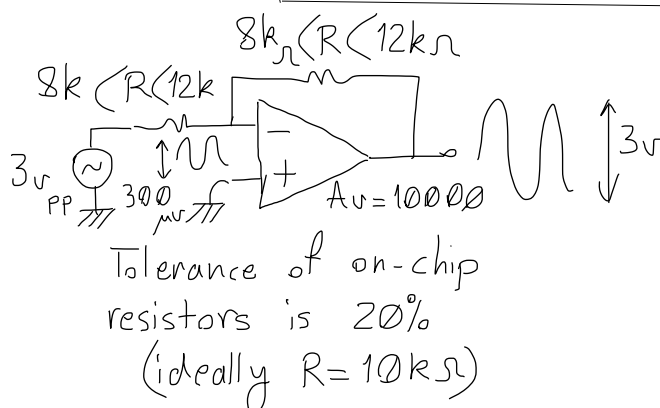 8kΩ<R<12kΩ
8k<R<12k
3v
PP
300
μv
−
+
Av=10000
3v
Tolerance of on-chip
resistors is 20%
(ideally R=10kΩ)